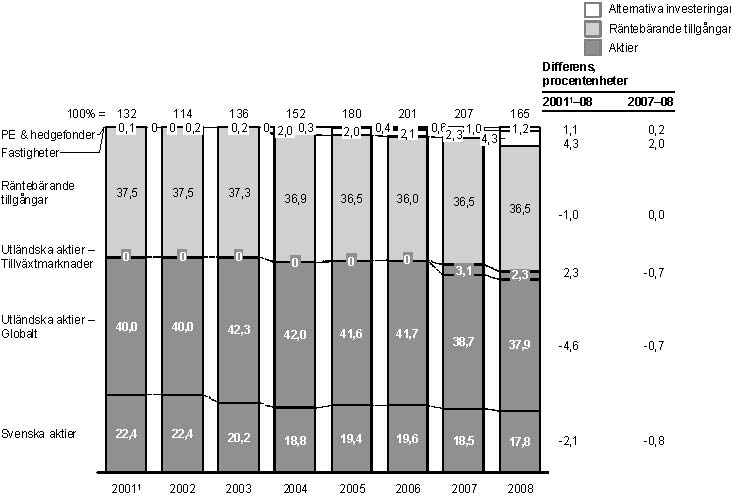 Alternativa investeringar
Räntebärande tillgångar
Aktier
Differens,
procentenheter
2001¹–08 2007–08
100% = 132 114 136 152 180 201 207 165
PE & hedgefonder 0,1 0 0 0,2 0,2 0 2,0 0,3 2,0 0,4 2,1 0,6 2,3 1,0 4,3 1,2 1,1 0,2
Fastigheter 4,3 2,0
Räntebärande
tillgångar
37,5 37,5 37,3 36,9 36,5 36,0 36,5 36,5 -1,0 0,0
Utländska aktier –
Tillväxtmarknader
0 0 0 0 0 0 3,1 2,3 2,3 -0,7
Utländska aktier –
Globalt
40,0 40,0 42,3 42,0 41,6 41,7 38,7 37,9 -4,6 -0,7
Svenska aktier 22,4 22,4 20,2 18,8 19,4 19,6 18,5 17,8 -2,1 -0,8
2001¹ 2002 2003 2004 2005 2006 2007 2008